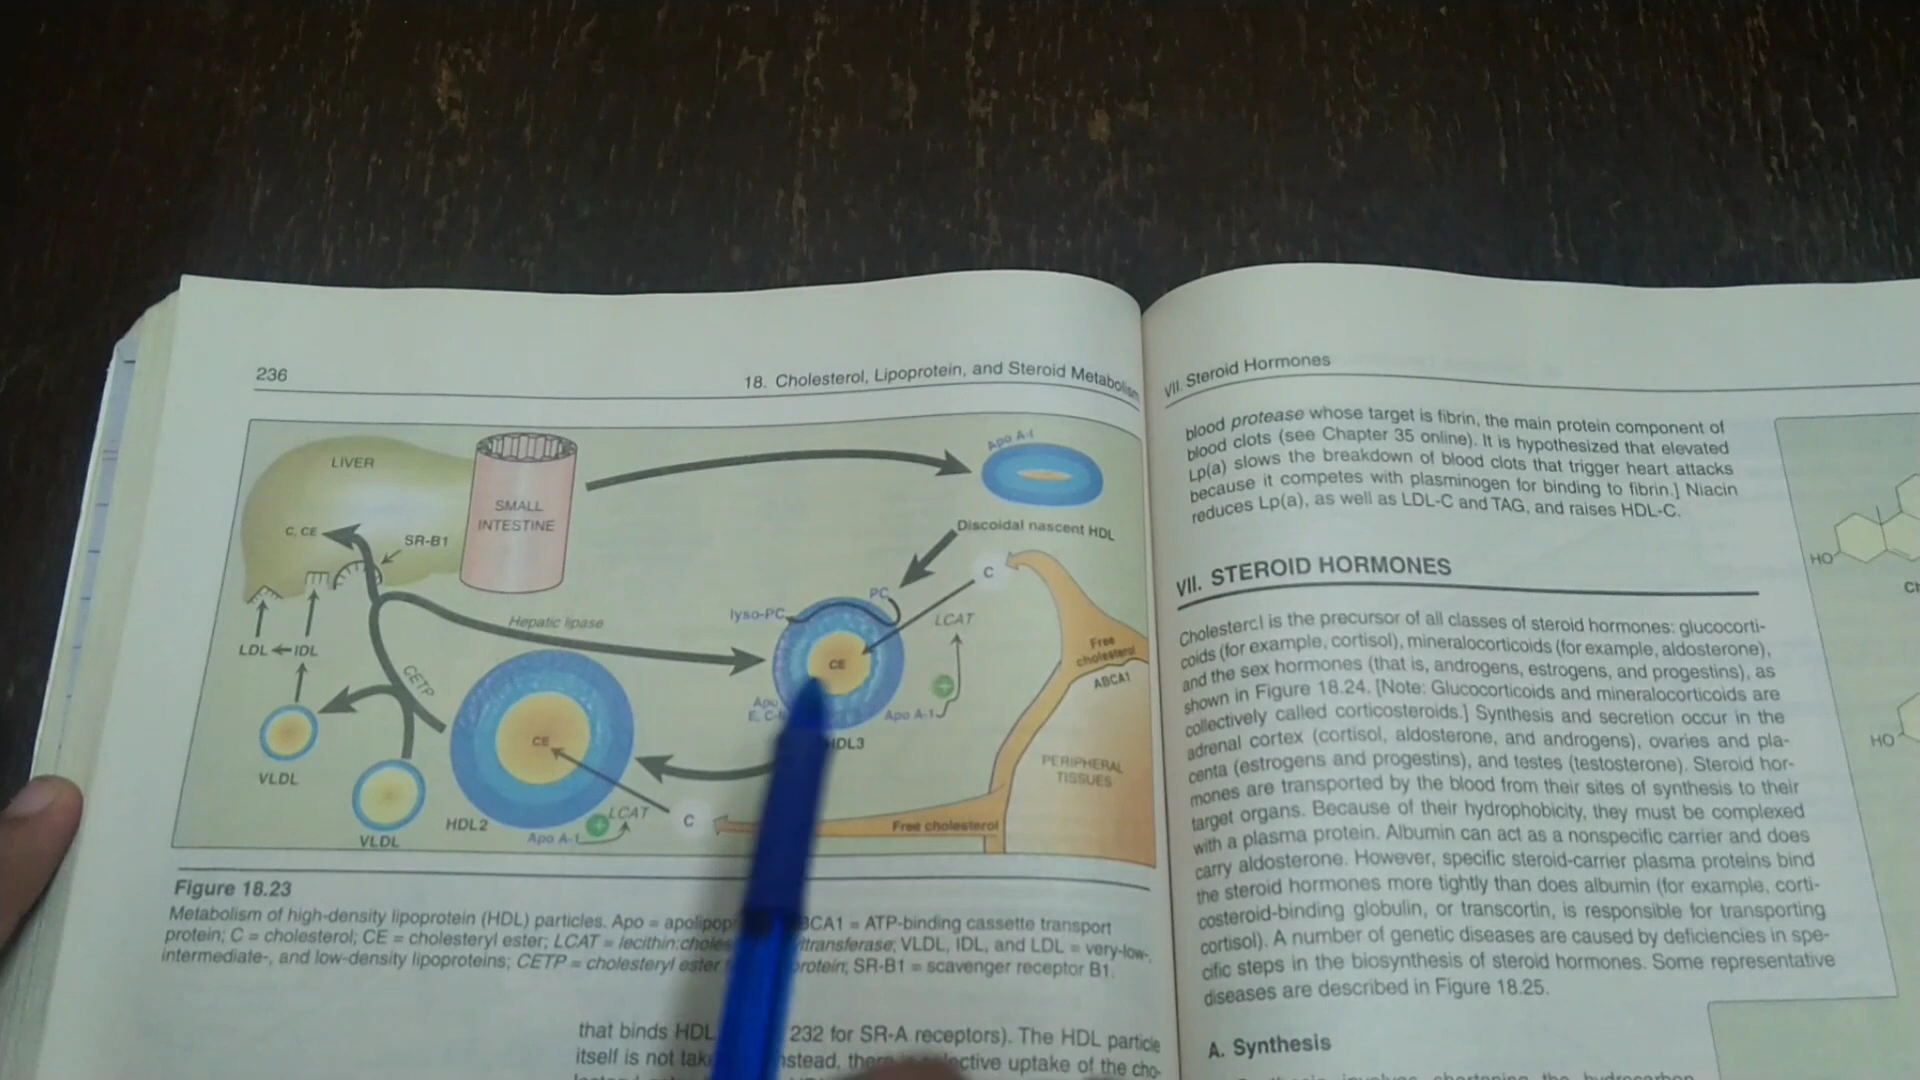 236
18. Cholesterol, Lipoprotein, and Steroid Metabolism
LIVER
SMALL
INTESTINE
Apo A-I
Discoidal nascent HDL
C, CE
SR-B1
C
PC
lyso-PC
LCAT
Hepatic lipase
CE
Free
cholesterol
ABCA1
LDL
IDL
CETP
Apo A-1
HDL3
CE
PERIPHERAL
TISSUES
VLDL
HDL2
LCAT
C
Free cholesterol
Apo A-1
VLDL
Figure 18.23
Metabolism of high-density lipoprotein (HDL) particles. Apo = ABCA1 = ATP-binding cassette transport
protein; C = cholesterol; CE = cholesteryl ester; LCAT = VLDL, IDL, and LDL = very-low-,
intermediate-, and low-density lipoproteins; CETP = cholesteryl ester SR-B1 = scavenger receptor B1.
that binds HDL 232 for SR-A receptors). The HDL particle
itself is not uptake of the cho-
VII. Steroid Hormones
blood protease whose target is fibrin, the main protein component of
blood clots (see Chapter 35 online). It is hypothesized that elevated
Lp(a) slows the breakdown of blood clots that trigger heart attacks
because it competes with plasminogen for binding to fibrin.] Niacin
reduces Lp(a), as well as LDL-C and TAG, and raises HDL-C.
VII. STEROID HORMONES
Cholesterol is the precursor of all classes of steroid hormones: glucocorti-
coids (for example, cortisol), mineralocorticoids (for example, aldosterone),
and the sex hormones (that is, androgens, estrogens, and progestins), as
shown in Figure 18.24. [Note: Glucocorticoids and mineralocorticoids are
collectively called corticosteroids.] Synthesis and secretion occur in the
adrenal cortex (cortisol, aldosterone, and androgens), ovaries and pla-
centa (estrogens and progestins), and testes (testosterone). Steroid hor-
mones are transported by the blood from their sites of synthesis to their
target organs. Because of their hydrophobicity, they must be complexed
with a plasma protein. Albumin can act as a nonspecific carrier and does
carry aldosterone. However, specific steroid-carrier plasma proteins bind
the steroid hormones more tightly than does albumin (for example, corti-
costeroid-binding globulin, or transcortin, is responsible for transporting
cortisol). A number of genetic diseases are caused by deficiencies in spe-
cific steps in the biosynthesis of steroid hormones. Some representative
diseases are described in Figure 18.25.
A. Synthesis
HO
HO